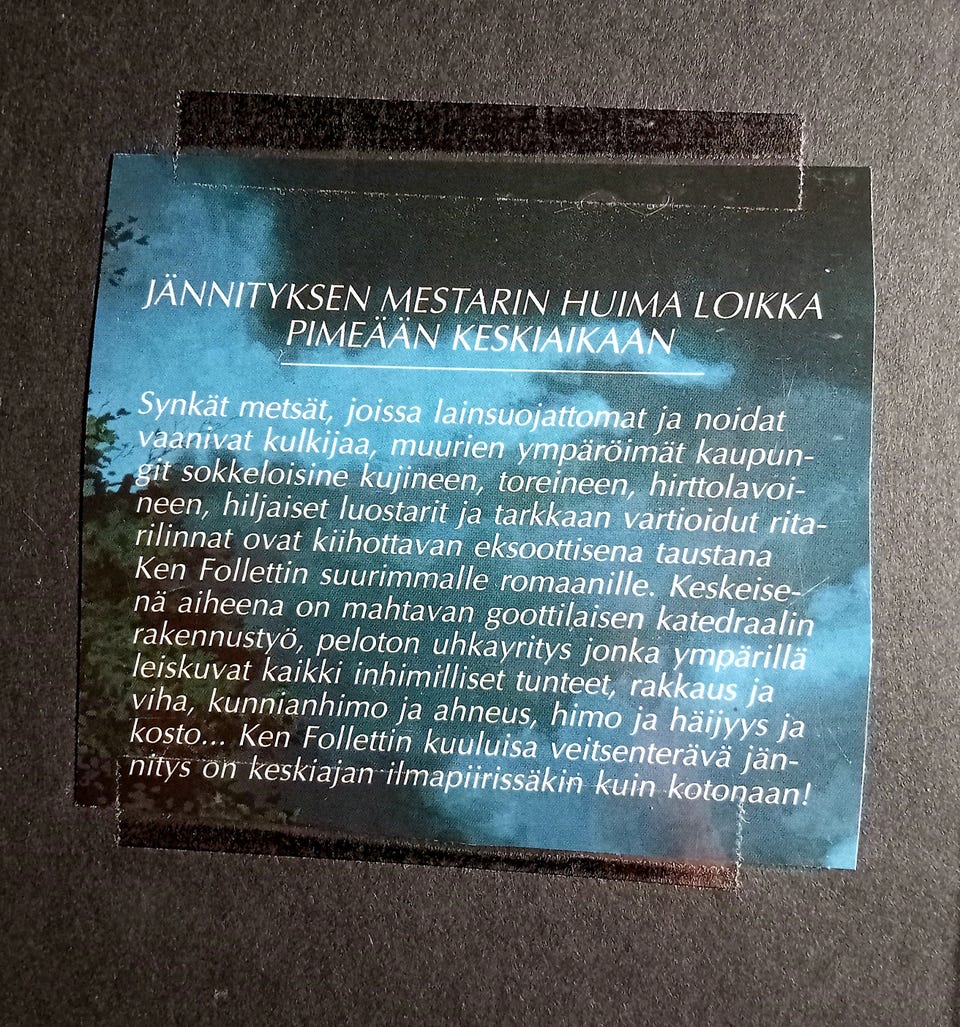 JÄNNITYKSEN MESTARIN HUIMA LOIKKA
PIMEÄÄN KESKIAIKAAN
Synkät metsät, joissa lainsuojattomat ja noidat
vaanivat kulkijaa, muurien ympäröimät kaupun-
git sokkeloisine kujineen, toreineen, hirttolavoi-
neen, hiljaiset luostarit ja tarkkaan vartioidut rita-
rilinnat ovat kiihottavan eksoottisena taustana
Ken Follettin suurimmalle romaanille. Keskeise-
nä aiheena on mahtavan goottilaisen katedraalin
rakennustyö, peloton uhkayritys jonka ympärillä
leiskuvat kaikki inhimilliset tunteet, rakkaus ja
viha, kunnianhimo ja ahneus, himo ja häijyys ja
kosto... Ken Follettin kuuluisa veitsenterävä jän-
nitys on keskiajan ilmapiirissäkin kuin kotonaan!